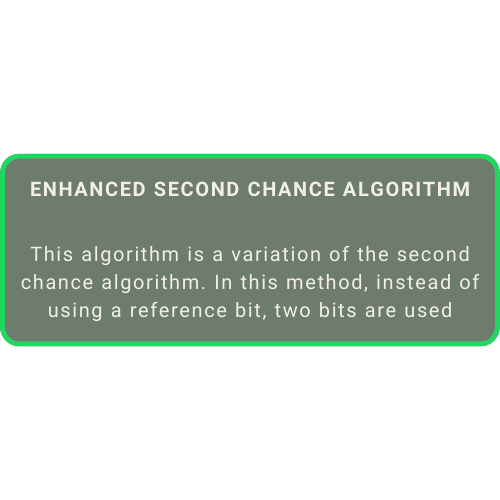 ENHANCED SECOND CHANCE ALGORITHM
This algorithm is a variation of the second
chance algorithm. In this method, instead of
using a reference bit, two bits are used